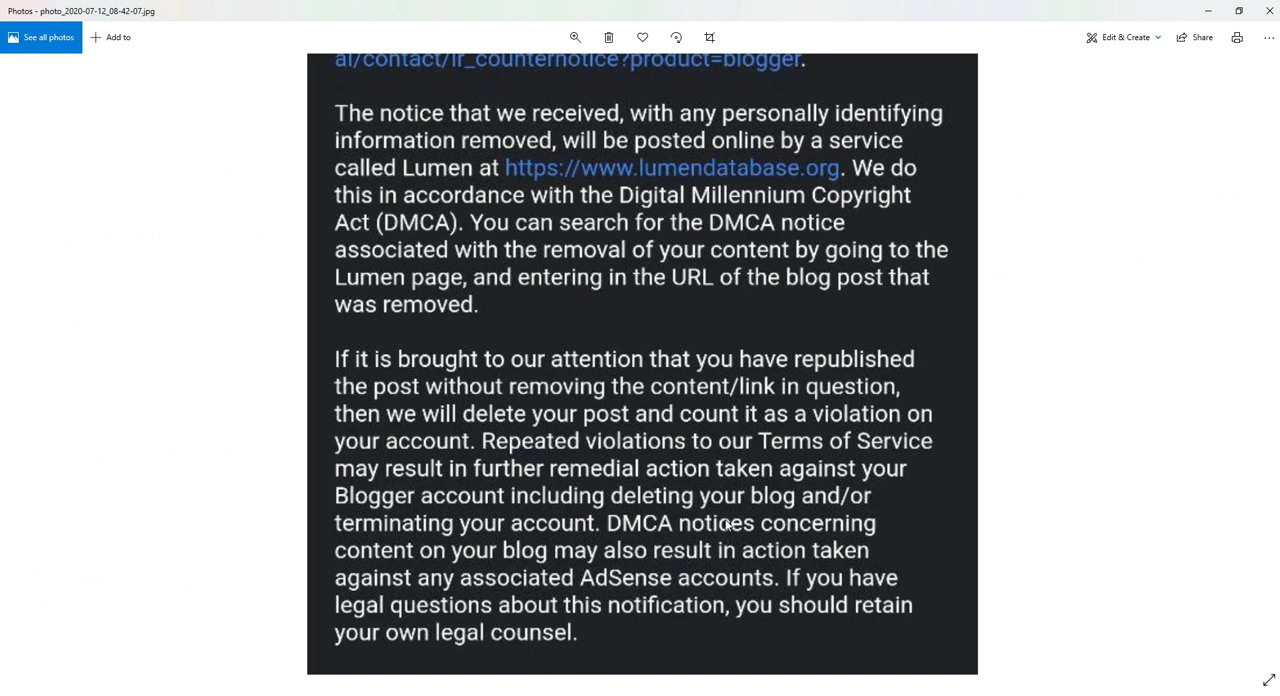 Photos - photo_2020-07-12_08-42-07.jpg
See all photos
Add to
Edit & Create
Share
al/contact/lr_counternotice?product=blogger.
The notice that we received, with any personally identifying
information removed, will be posted online by a service
called Lumen at https://www.lumendatabase.org. We do
this in accordance with the Digital Millennium Copyright
Act (DMCA). You can search for the DMCA notice
associated with the removal of your content by going to the
Lumen page, and entering in the URL of the blog post that
was removed.
If it is brought to our attention that you have republished
the post without removing the content/link in question,
then we will delete your post and count it as a violation on
your account. Repeated violations to our Terms of Service
may result in further remedial action taken against your
Blogger account including deleting your blog and/or
terminating your account. DMCA notices concerning
content on your blog may also result in action taken
against any associated AdSense accounts. If you have
legal questions about this notification, you should retain
your own legal counsel.